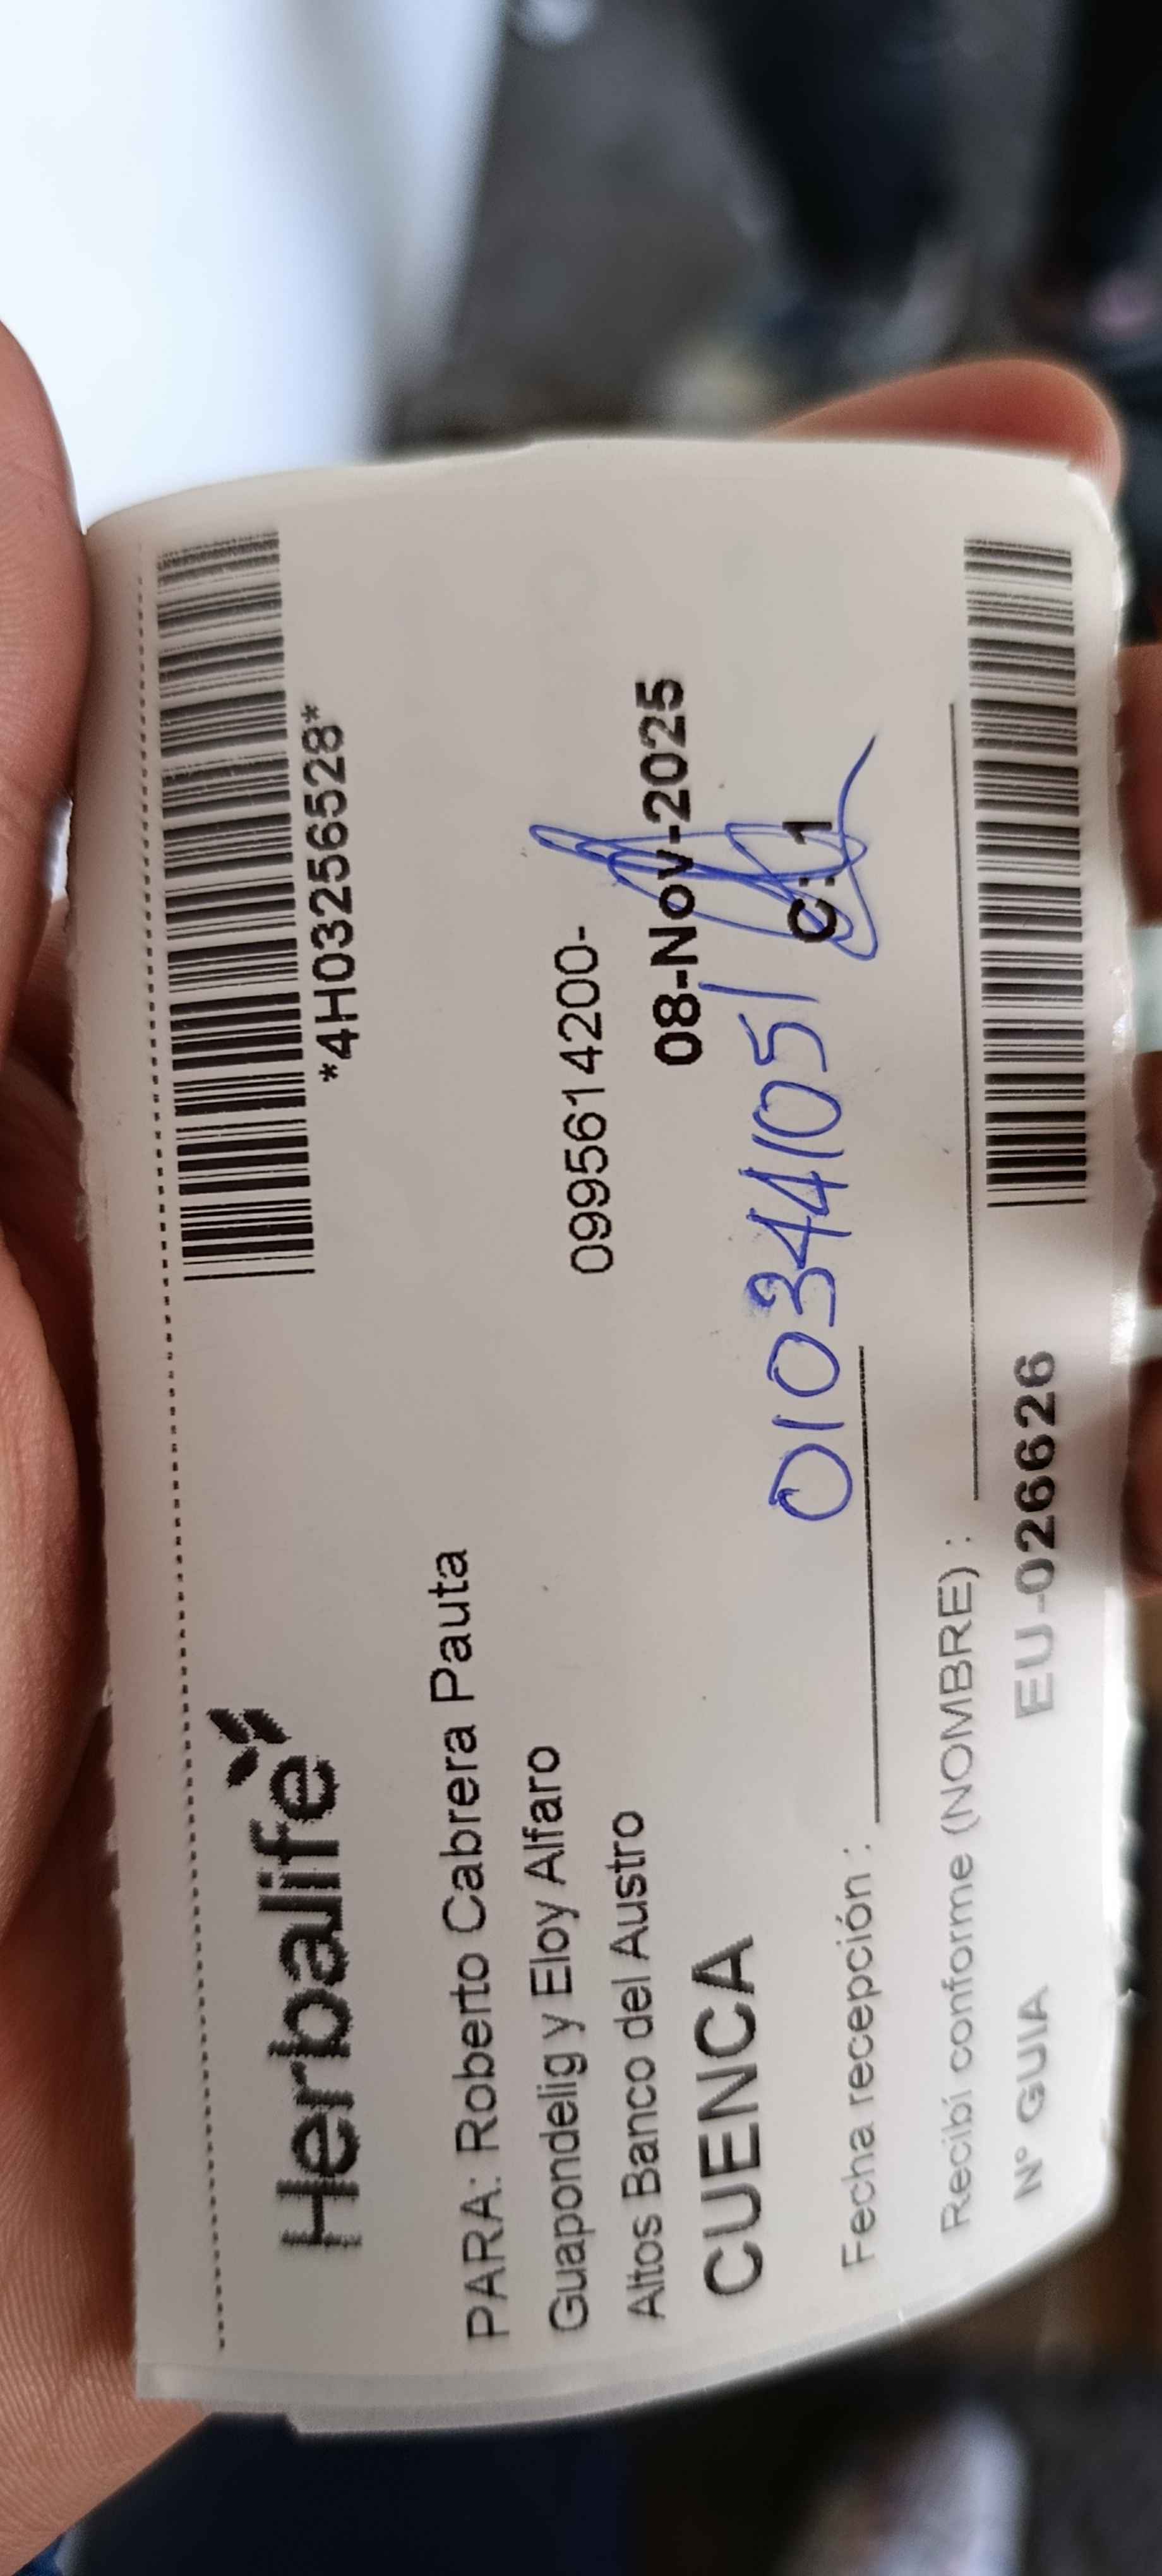 *4H03256528*
Herbalife
PARA: Roberto Cabrera Pauta
Guapondelig y Eloy Alfaro
0995614200-
Altos Banco del Austro
08-Nov-2025
CUENCA
0103441051
C: 1
Fecha recepción :
Recibí conforme (NOMBRE) :
Nº GUIA EU-026626